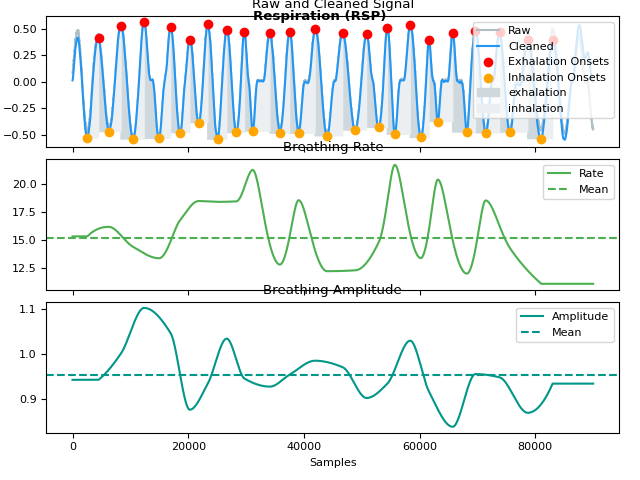 Raw and Cleaned Signal
Respiration (RSP)
0.50
0.25
0.00
−0.25
−0.50
Raw
Cleaned
Exhalation Onsets
Inhalation Onsets
exhalation
inhalation
Breathing Rate
20.0
17.5
15.0
12.5
Rate
Mean
Breathing Amplitude
1.1
1.0
0.9
Amplitude
Mean
0 20000 40000 60000 80000
Samples